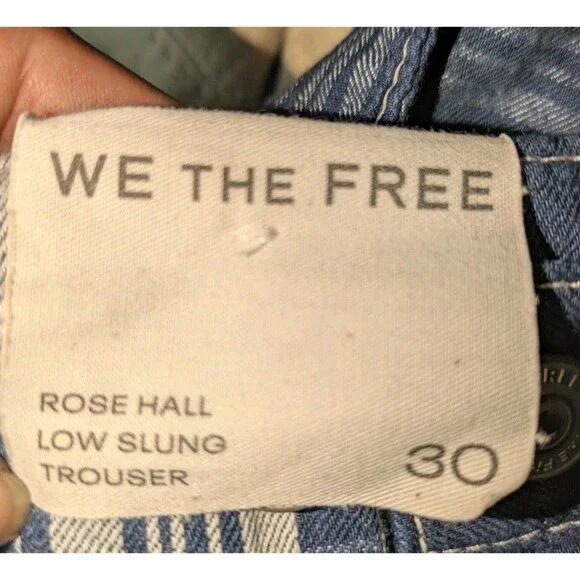 WE THE FREE
ROSE HALL
LOW SLUNG
TROUSER
30